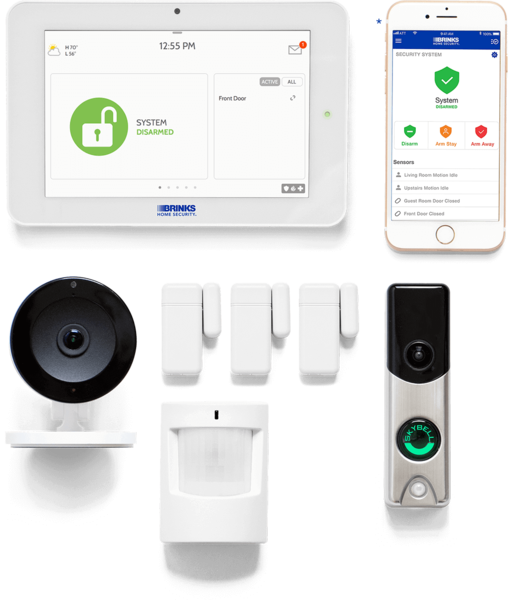 H 70°
L 56°
12:55 PM
1
ACTIVE ALL
Front Door
SYSTEM
DISARMED
BRINKS
HOME SECURITY.
*
BRINKS
HOME SECURITY.
SECURITY SYSTEM
System
DISARMED
Disarm Arm Stay Arm Away
Sensors
Living Room Motion Idle
Upstairs Motion Idle
Guest Room Door Closed
Front Door Closed
SKYBELL